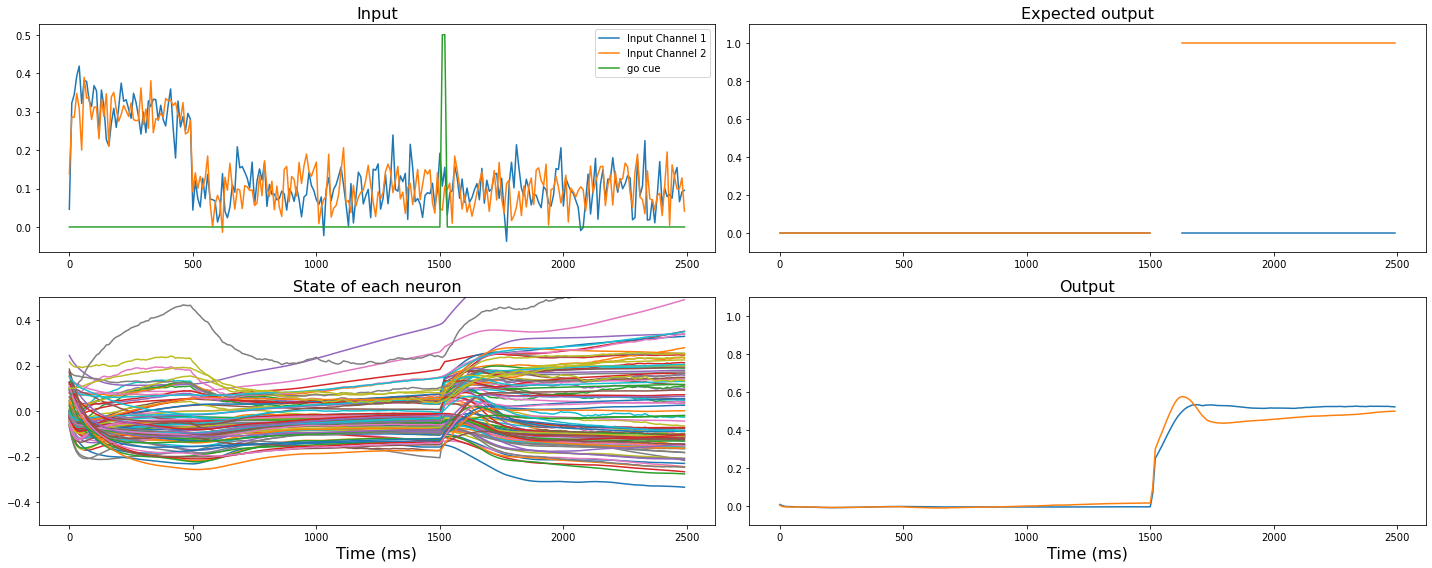 Input
0.5
0.4
0.3
0.2
0.1
0.0
Input Channel 1
Input Channel 2
go cue
0 500 1000 1500 2000 2500
Expected output
1.0
0.8
0.6
0.4
0.2
0.0
0 500 1000 1500 2000 2500
State of each neuron
0.4
0.2
0.0
−0.2
−0.4
0 500 1000 1500 2000 2500
Time (ms)
Output
1.0
0.8
0.6
0.4
0.2
0.0
0 500 1000 1500 2000 2500
Time (ms)